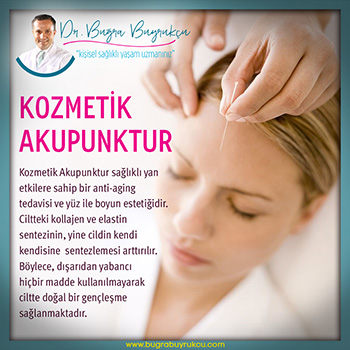 Dr. Buğra Buyrukçu
"kişisel sağlıklı yaşam uzmanınız"
KOZMETİK
AKUPUNKTUR
Kozmetik Akupunktur sağlıklı yan
etkilere sahip bir anti-aging
tedavisi ve yüz ile boyun estetiğidir.
Ciltteki kollajen ve elastin
sentezinin, yine cildin kendi
kendisine sentezlemesi arttırılır.
Böylece, dışarıdan yabancı
hiçbir madde kullanılmayarak
ciltte doğal bir gençleşme
sağlanmaktadır.
www.bugrabuyrukcu.com